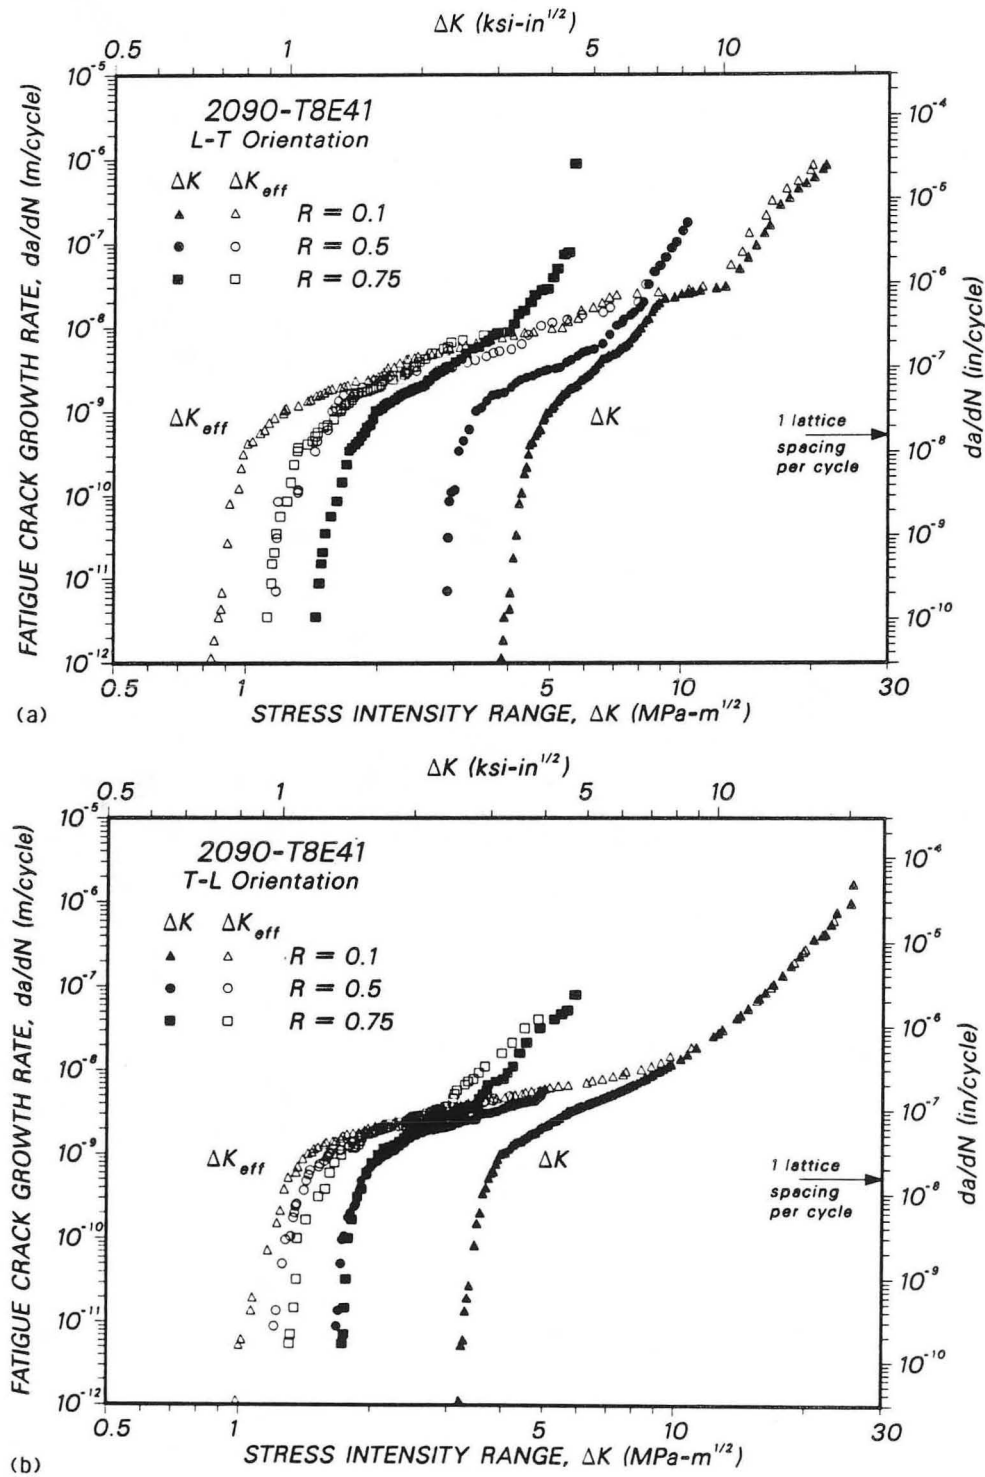 ΔK (ksi-in^1/2)
0.5 1 5 10
10^-5
10^-6
10^-7
10^-8
10^-9
10^-10
10^-11
10^-12
FATIGUE CRACK GROWTH RATE, da/dN (m/cycle)
2090-T8E41
L-T Orientation
ΔK ΔK_eff
R = 0.1
R = 0.5
R = 0.75
ΔK_eff
ΔK
1 lattice
spacing
per cycle
10^-4
10^-5
10^-6
10^-7
10^-8
10^-9
10^-10
da/dN (in/cycle)
0.5 1 5 10 30
(a)
STRESS INTENSITY RANGE, ΔK (MPa-m^1/2)
ΔK (ksi-in^1/2)
0.5 1 5 10
10^-5
10^-6
10^-7
10^-8
10^-9
10^-10
10^-11
10^-12
FATIGUE CRACK GROWTH RATE, da/dN (m/cycle)
2090-T8E41
T-L Orientation
ΔK ΔK_eff
R = 0.1
R = 0.5
R = 0.75
ΔK_eff
ΔK
1 lattice
spacing
per cycle
10^-4
10^-5
10^-6
10^-7
10^-8
10^-9
10^-10
da/dN (in/cycle)
0.5 1 5 10 30
(b)
STRESS INTENSITY RANGE, ΔK (MPa-m^1/2)